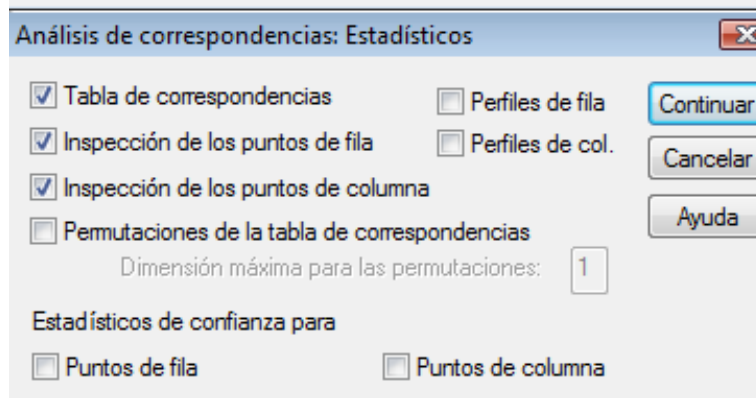 Análisis de correspondencias: Estadísticos
Tabla de correspondencias
Perfiles de fila
Continuar
Inspección de los puntos de fila
Perfiles de col.
Cancelar
Inspección de los puntos de columna
Permutaciones de la tabla de correspondencias
Ayuda
Dimensión máxima para las permutaciones: 1
Estadísticos de confianza para
Puntos de fila
Puntos de columna